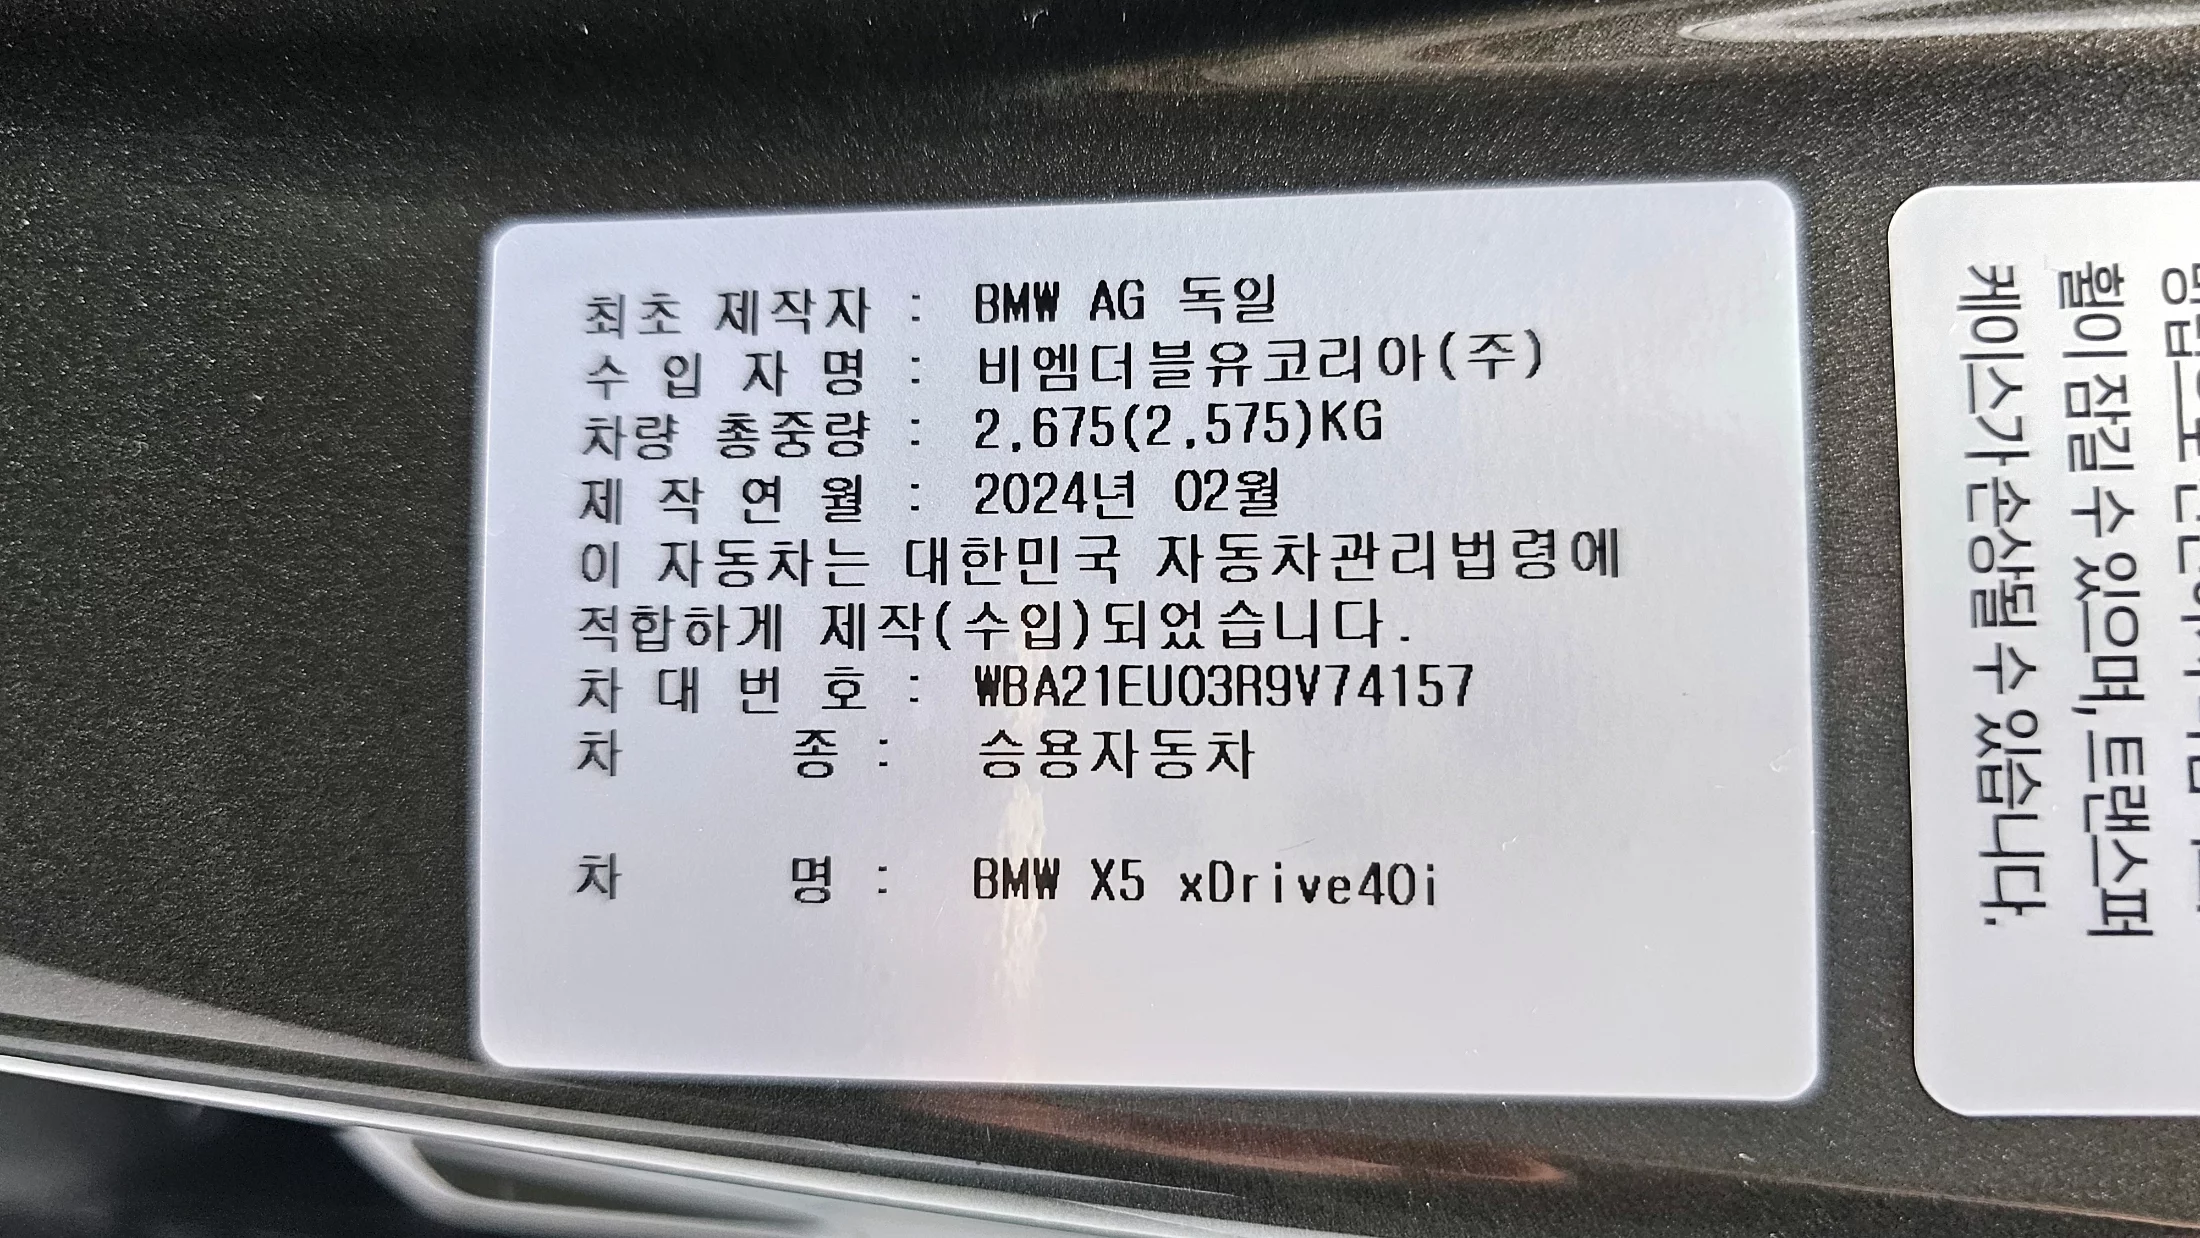 최초 제작자 : BMW AG 독일
수 입 자 명 : 비엠더블유코리아(주)
차량 총중량 : 2,675(2,575)KG
제 작 연 월 : 2024년 02월
이 자동차는 대한민국 자동차관리법령에
적합하게 제작(수입)되었습니다.
차 대 번 호 : WBA21EU03R9V74157
차 종 : 승용자동차
차 명 : BMW X5 xDrive40i
휠이 잠길 수 있으며, 트랜스퍼
케이스가 손상될 수 있습니다.